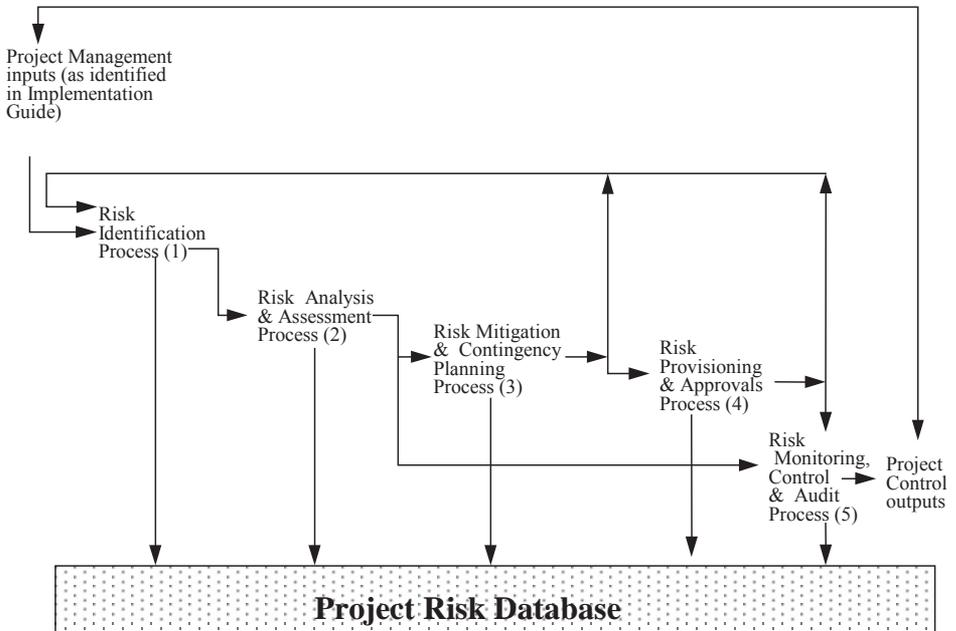 Project Management
inputs (as identified
in Implementation
Guide)
Risk
Identification
Process (1)
Risk Analysis
& Assessment
Process (2)
Risk Mitigation
& Contingency
Planning
Process (3)
Risk
Provisioning
& Approvals
Process (4)
Risk
Monitoring,
Control
& Audit
Process (5)
Project
Control
outputs
Project Risk Database